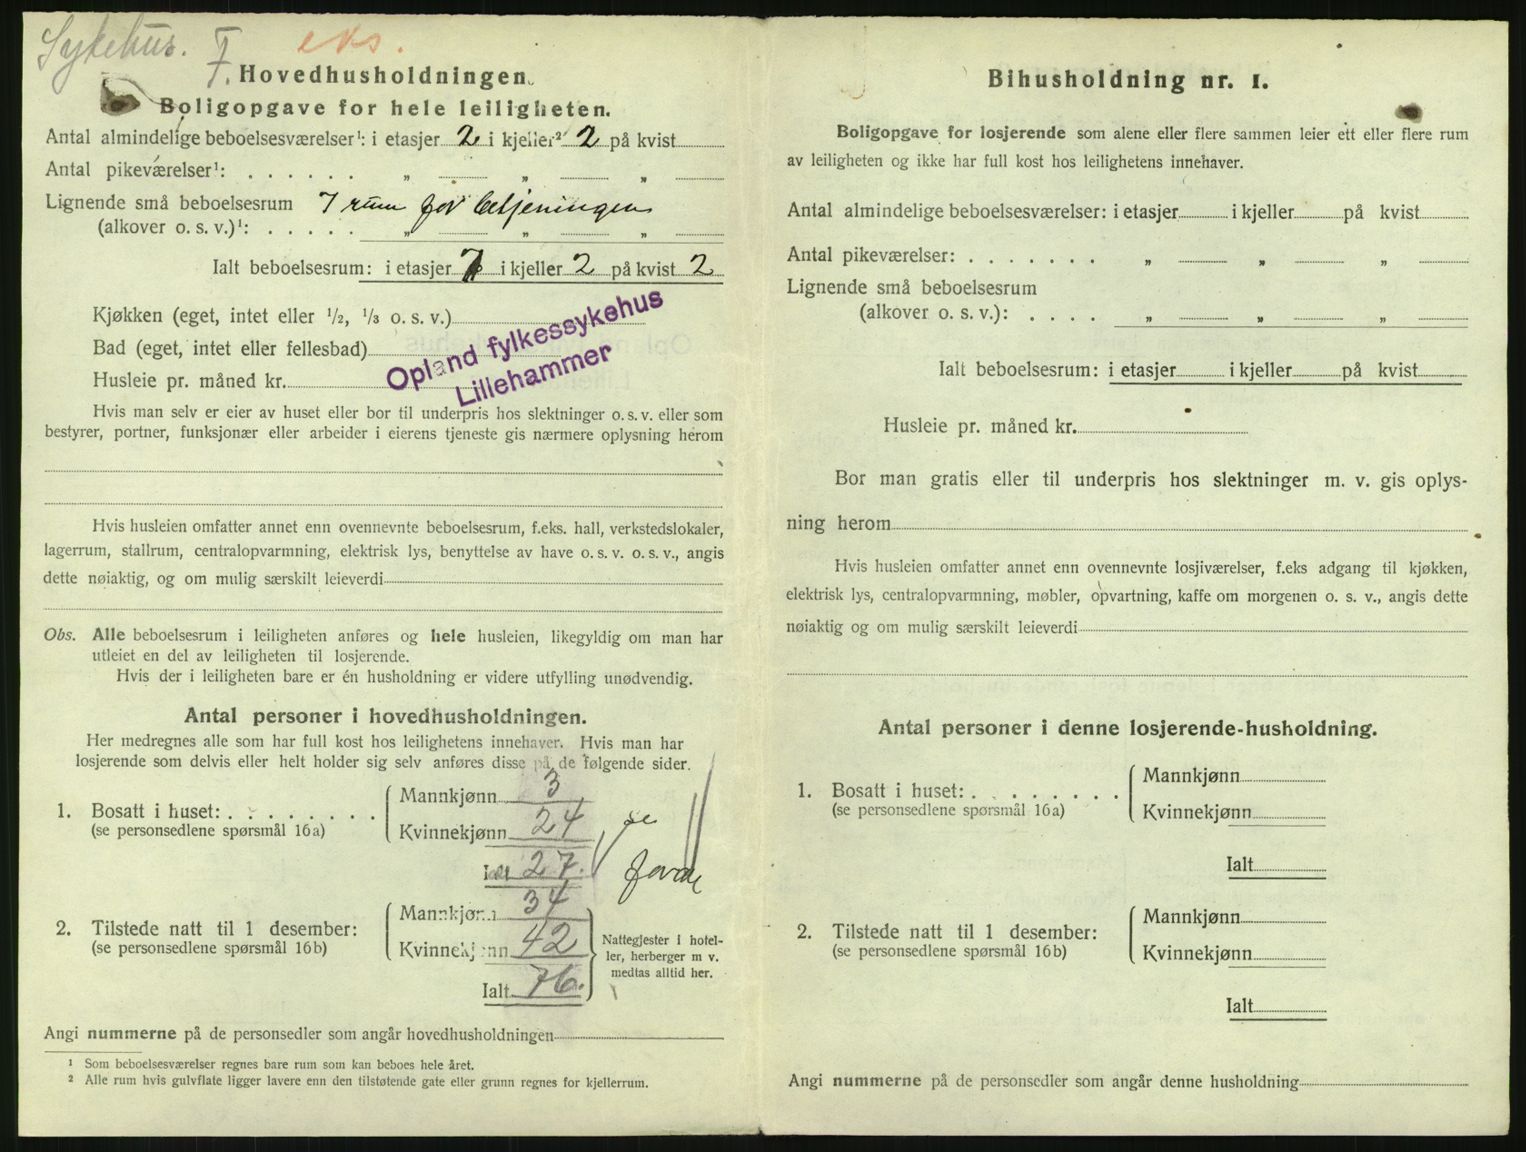 Sykehus. F. eks.
Hovedhusholdningen.
Boligopgave for hele leiligheten.
Antal almindelige beboelsesværelser¹: i etasjer 2 i kjeller² 2 på kvist
Antal pikeværelser¹: . . . . . . „ „ „
Lignende små beboelsesrum 7 rum for betjeningen
(alkover o. s. v.)¹: . . . . . „ „ „
Ialt beboelsesrum: i etasjer 7 i kjeller 2 på kvist 2
Kjøkken (eget, intet eller ½, ⅓ o. s. v.)
Bad (eget, intet eller fellesbad)
Husleie pr. måned kr.
Opland fylkessykehus
Lillehammer
Hvis man selv er eier av huset eller bor til underpris hos slektninger o. s. v. eller som
bestyrer, portner, funksjonær eller arbeider i eierens tjeneste gis nærmere oplysning herom
Hvis husleien omfatter annet enn ovennevnte beboelsesrum, f.eks. hall, verkstedslokaler,
lagerrum, stallrum, centralopvarmning, elektrisk lys, benyttelse av have o. s. v. o. s. v., angis
dette nøiaktig, og om mulig særskilt leieverdi
Obs. Alle beboelsesrum i leiligheten anføres og hele husleien, likegyldig om man har
utleiet en del av leiligheten til losjerende.
Hvis der i leiligheten bare er én husholdning er videre utfylling unødvendig.
Antal personer i hovedhusholdningen.
Her medregnes alle som har full kost hos leilighetens innehaver. Hvis man har
losjerende som delvis eller helt holder sig selv anføres disse på de følgende sider.
1. Bosatt i huset: . . . . . . . .
(se personsedlene spørsmål 16a)
Mannkjønn 3
Kvinnekjønn 24
Ialt 27.
2. Tilstede natt til 1 desember:
(se personsedlene spørsmål 16b)
Mannkjønn 34
Kvinnekjønn 42
Ialt 76.
Nattegjester i hotel-
ler, herberger m v.
medtas alltid her.
Angi nummerne på de personsedler som angår hovedhusholdningen
¹ Som beboelsesværelser regnes bare rum som kan beboes hele året.
² Alle rum hvis gulvflate ligger lavere enn den tilstøtende gate eller grunn regnes for kjellerrum.
Bihusholdning nr. 1.
Boligopgave for losjerende som alene eller flere sammen leier ett eller flere rum
av leiligheten og ikke har full kost hos leilighetens innehaver.
Antal almindelige beboelsesværelser: i etasjer i kjeller på kvist
Antal pikeværelser: . . . . . . . „ „ „
Lignende små beboelsesrum
(alkover o. s. v.): . . . . „ „ „
Ialt beboelsesrum: i etasjer i kjeller på kvist
Husleie pr. måned kr.
Bor man gratis eller til underpris hos slektninger m. v. gis oplys-
ning herom
Hvis husleien omfatter annet enn ovennevnte losjiværelser, f.eks adgang til kjøkken,
elektrisk lys, centralopvarmning, møbler, opvartning, kaffe om morgenen o. s. v., angis dette
nøiaktig og om mulig særskilt leieverdi
Antal personer i denne losjerende-husholdning.
1. Bosatt i huset: . . . . . . . .
(se personsedlene spørsmål 16a)
Mannkjønn
Kvinnekjønn
Ialt
2. Tilstede natt til 1 desember:
(se personsedlene spørsmål 16b)
Mannkjønn
Kvinnekjønn
Ialt
Angi nummerne på de personsedler som angår denne husholdning